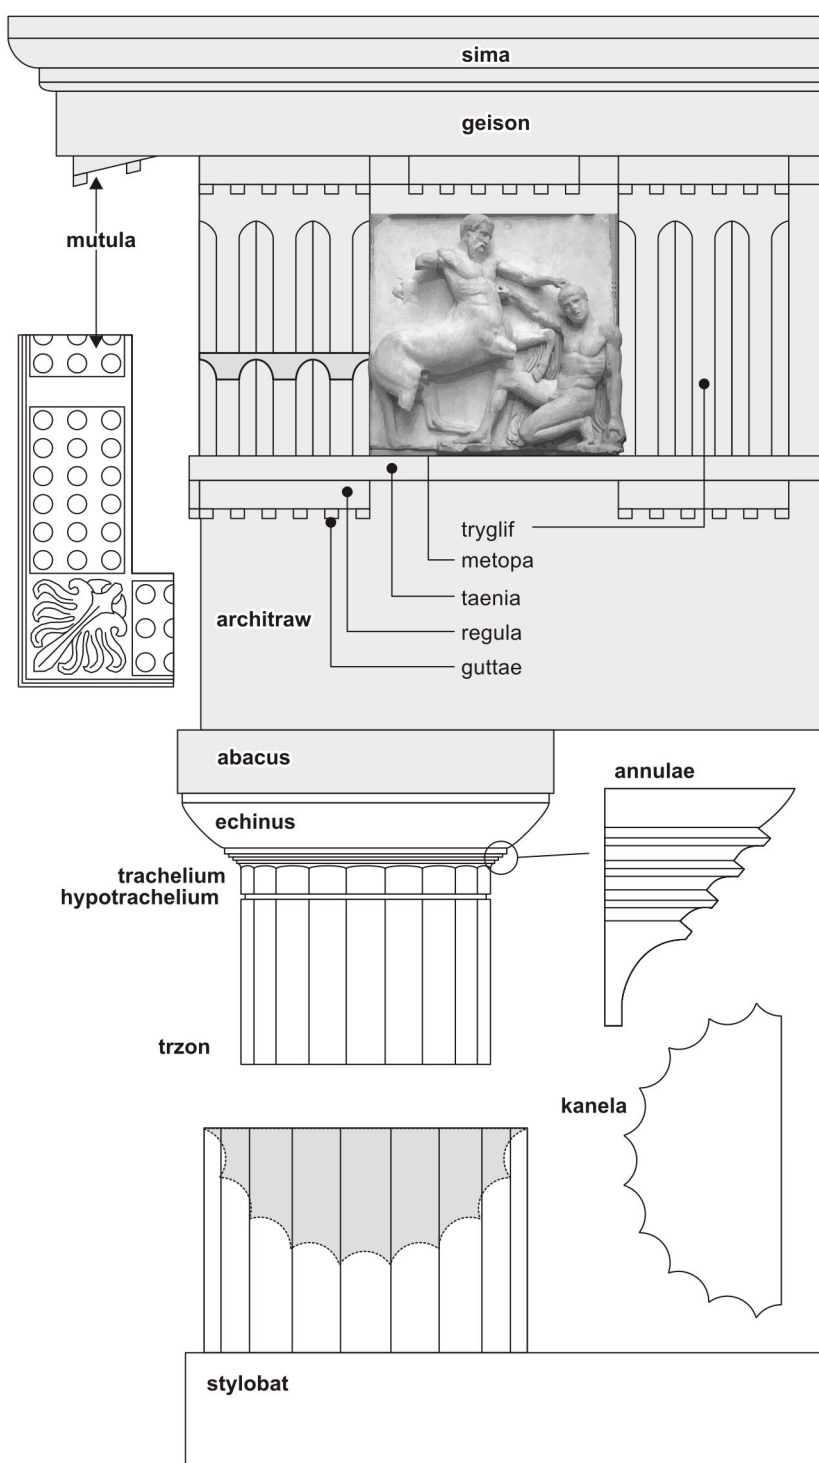 sima
geison
mutula
tryglif
metopa
taenia
architraw
regula
guttae
abacus
annulae
echinus
trachelium
hypotrachelium
trzon
kanela
stylobat